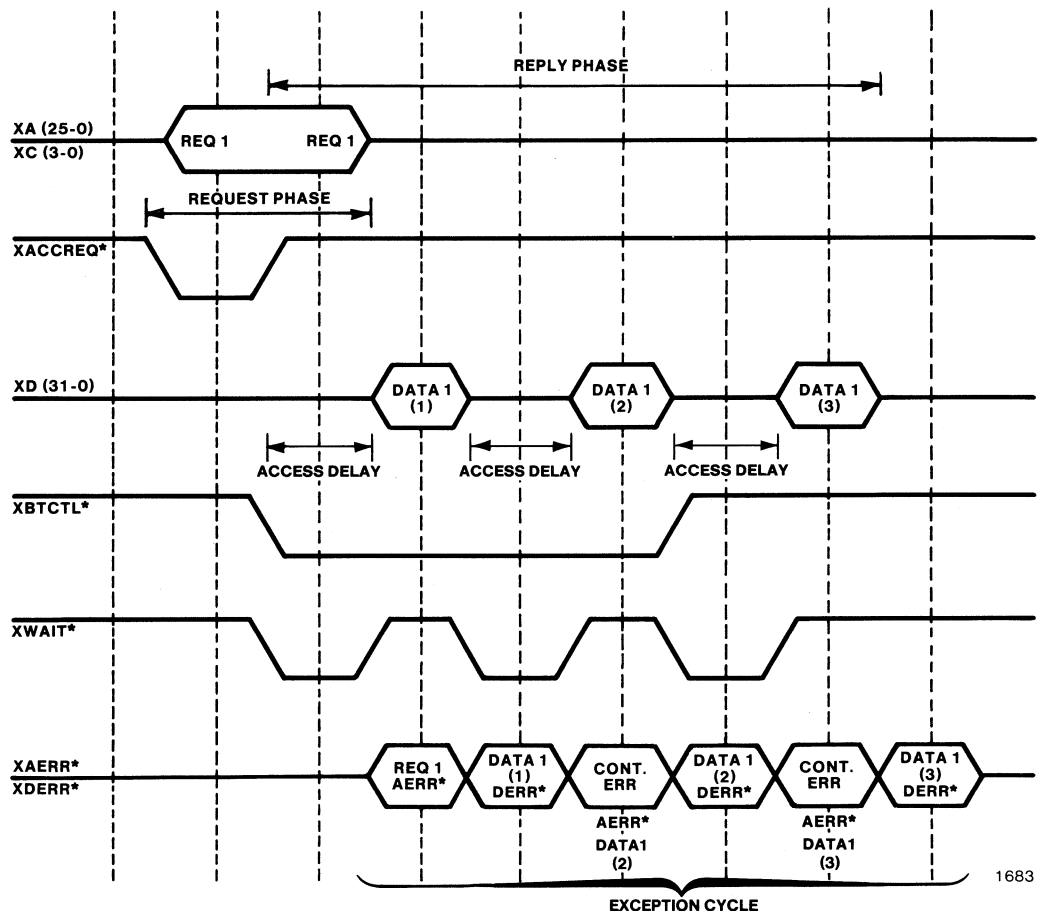 REPLY PHASE
XA (25-0)
XC (3-0)
REQ 1
REQ 1
REQUEST PHASE
XACCREQ*
XD (31-0)
DATA 1
(1)
DATA 1
(2)
DATA 1
(3)
ACCESS DELAY
ACCESS DELAY
ACCESS DELAY
XBTCTL*
XWAIT*
XAERR*
XDERR*
REQ 1
AERR*
DATA 1
(1)
DERR*
CONT.
ERR
DATA 1
(2)
DERR*
CONT.
ERR
DATA 1
(3)
DERR*
AERR*
DATA1
(2)
AERR*
DATA1
(3)
1683
EXCEPTION CYCLE